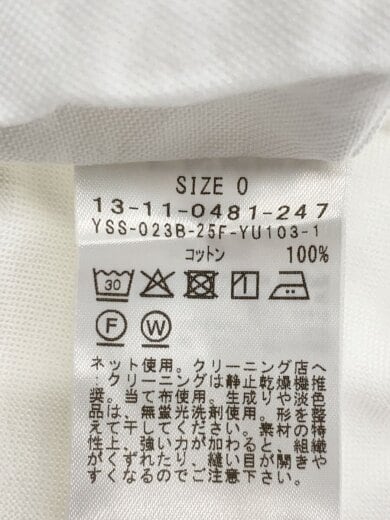 SIZE 0
13-11-0481-247
YSS-023B-25F-YU103-1
コットン 100%
30
F W
ネット使用。クリーニング店へ
。クリーニングは静止乾燥機推
奨。当て布使用。生成りや淡色
品は、無蛍光洗剤使用。形を整
えて干してください。素材の特
性上、強い力が加わると、組織
がくずれたり、縫い目が開きや
すくなるのでご注意下さい。